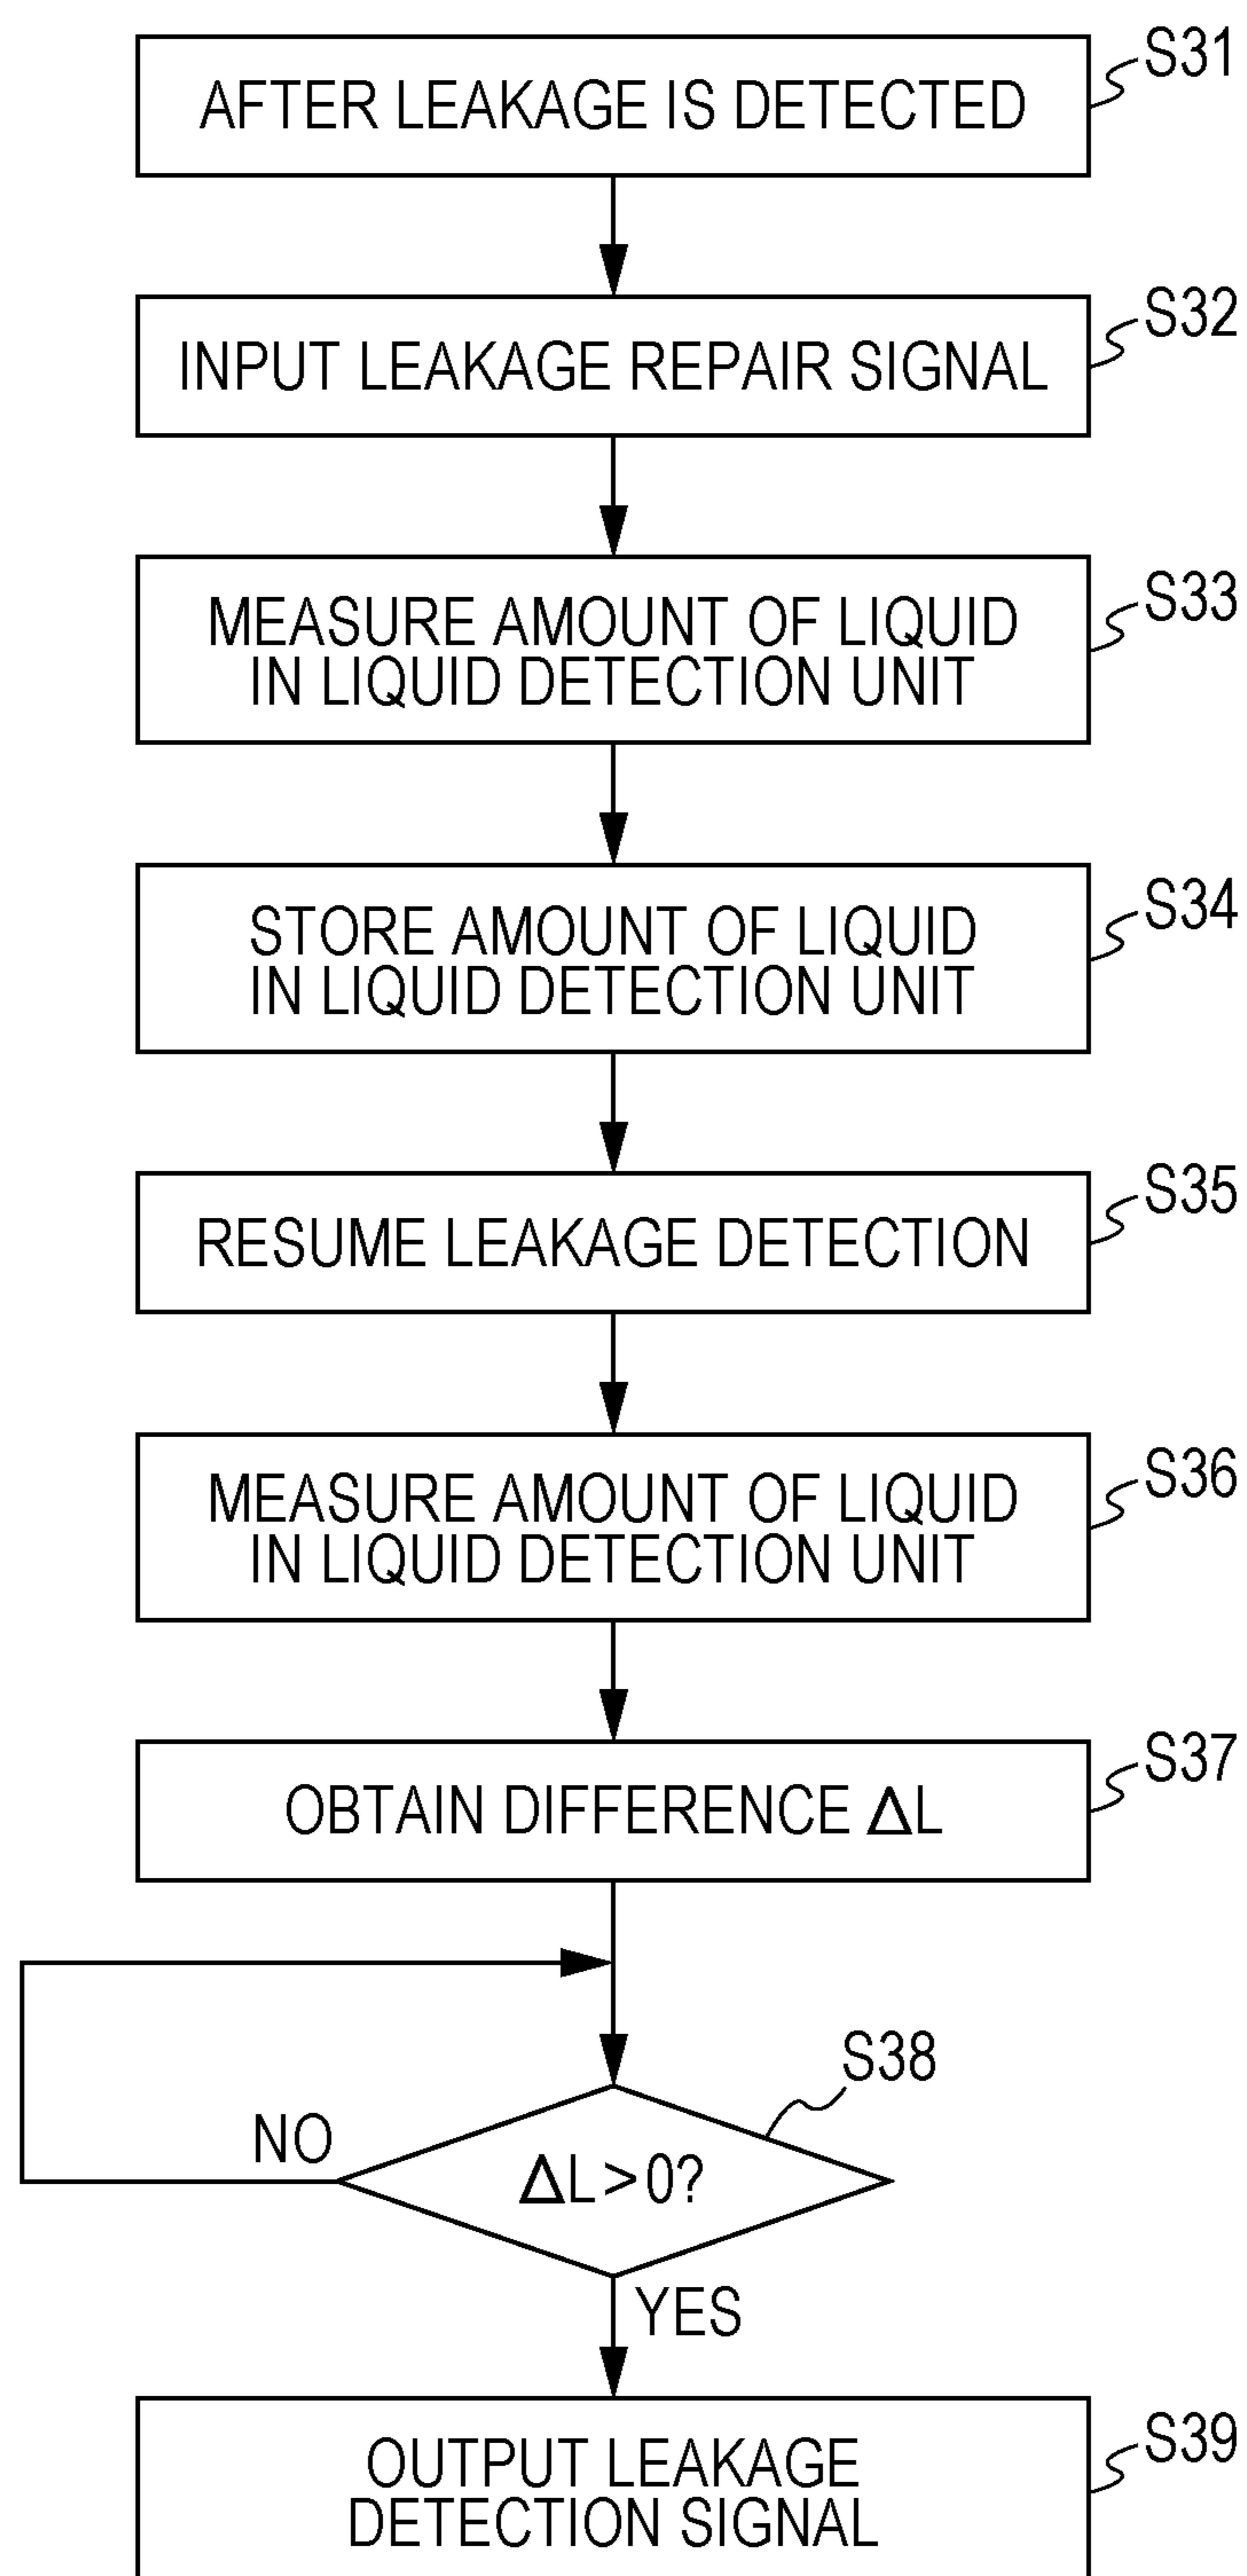 AFTER LEAKAGE IS DETECTED
S31
INPUT LEAKAGE REPAIR SIGNAL
S32
MEASURE AMOUNT OF LIQUID
IN LIQUID DETECTION UNIT
S33
STORE AMOUNT OF LIQUID
IN LIQUID DETECTION UNIT
S34
RESUME LEAKAGE DETECTION
S35
MEASURE AMOUNT OF LIQUID
IN LIQUID DETECTION UNIT
S36
OBTAIN DIFFERENCE ΔL
S37
S38
NO
ΔL>0?
YES
OUTPUT LEAKAGE
DETECTION SIGNAL
S39